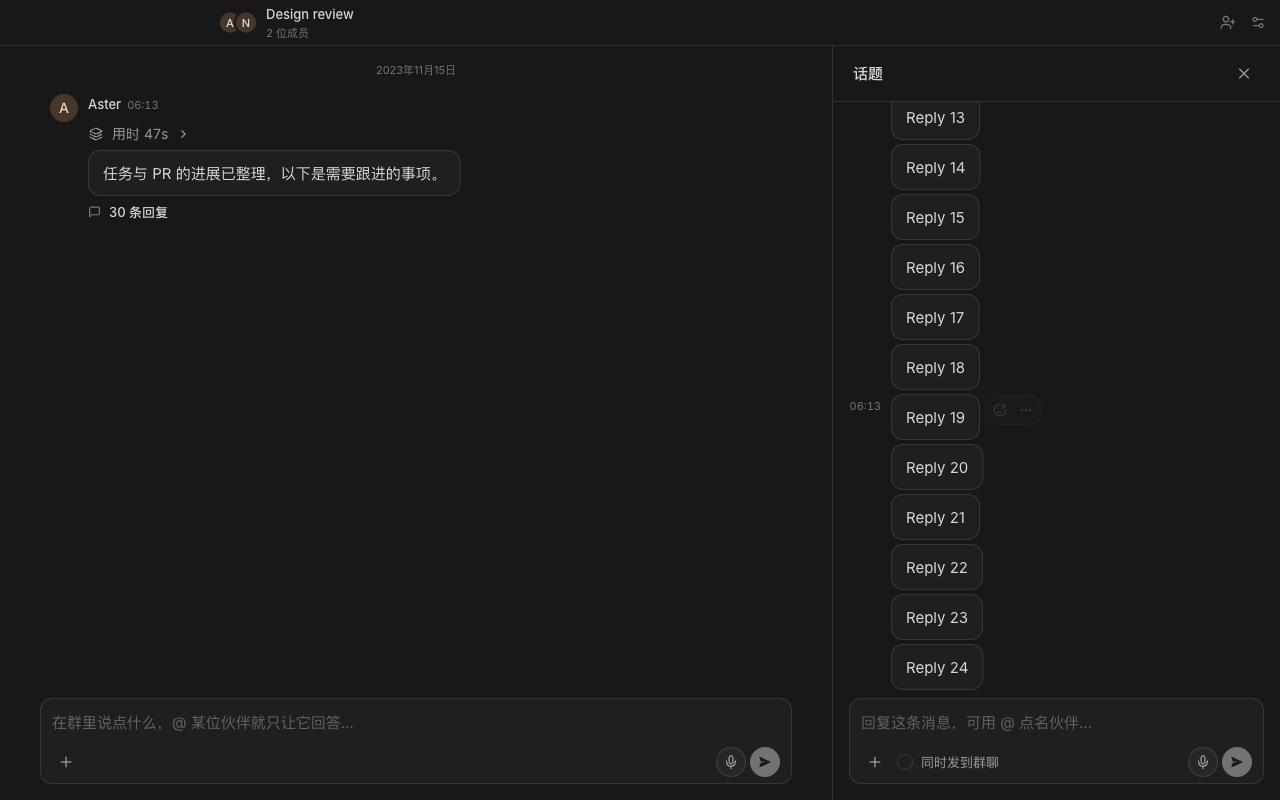 A N
Design review
2 位成员
2023年11月15日
A
Aster 06:13
用时 47s
任务与 PR 的进展已整理，以下是需要跟进的事项。
30 条回复
在群里说点什么，@ 某位伙伴就只让它回答...
话题
Reply 13
Reply 14
Reply 15
Reply 16
Reply 17
Reply 18
06:13
Reply 19
Reply 20
Reply 21
Reply 22
Reply 23
Reply 24
回复这条消息，可用 @ 点名伙伴...
同时发到群聊